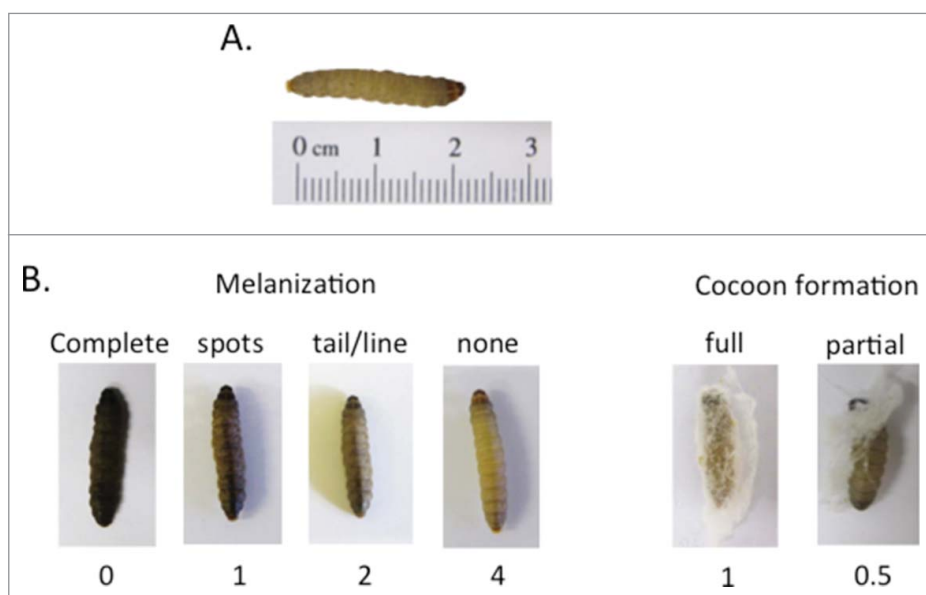 A.
0 cm 1 2 3
B.
Melanization
Cocoon formation
Complete spots tail/line none
full partial
0 1 2 4
1 0.5